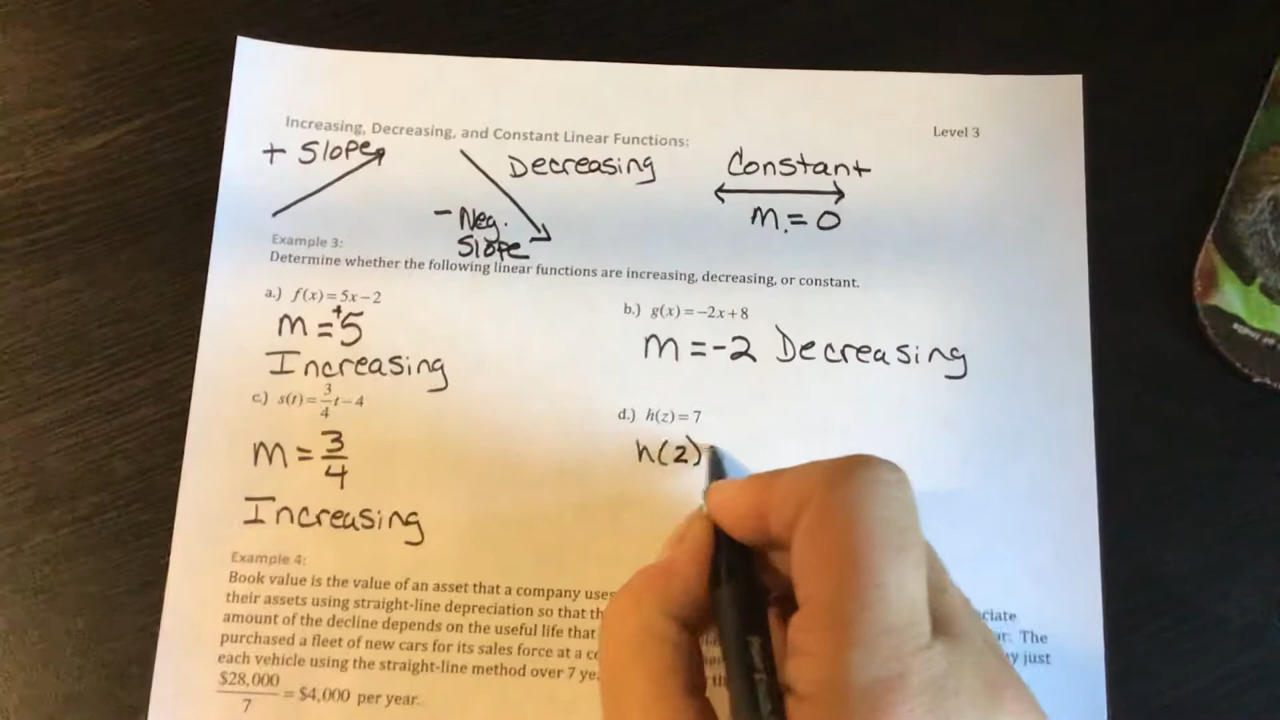 Increasing, Decreasing, and Constant Linear Functions:
Level 3
+ Slope
Decreasing
Constant
- Neg.
Slope
m = 0
Example 3:
Determine whether the following linear functions are increasing, decreasing, or constant.
a.) f(x)=5x-2
b.) g(x)=-2x+8
m=+5
m=-2 Decreasing
Increasing
c.) s(t)=3/4t-4
d.) h(z)=7
m=3/4
h(z)
Increasing
Example 4:
Book value is the value of an asset that a company uses
their assets using straight-line depreciation so that
amount of the decline depends on the useful life that
The
purchased a fleet of new cars for its sales force at a
just
each vehicle using the straight-line method over 7
$28,000/7 = $4,000 per year.